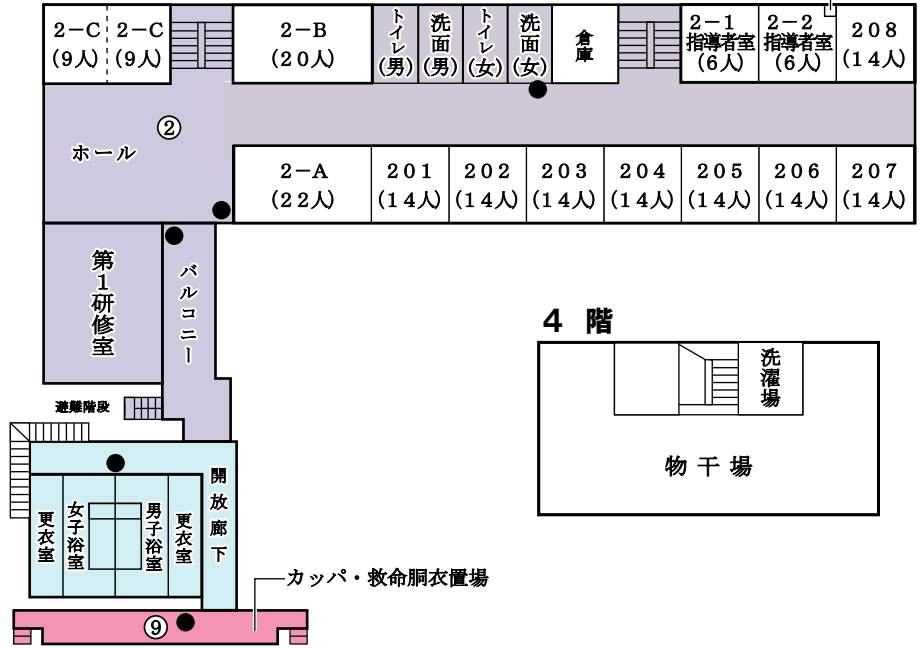 2-C
(9人)
2-C
(9人)
2-B
(20人)
トイレ(男)
洗面(男)
トイレ(女)
洗面(女)
倉庫
2-1
指導者室
(6人)
2-2
指導者室
(6人)
208
(14人)
②
ホール
2-A
(22人)
201
(14人)
202
(14人)
203
(14人)
204
(14人)
205
(14人)
206
(14人)
207
(14人)
第1研修室
バルコニー
避難階段
4 階
洗濯場
物干場
開放廊下
更衣室
女子浴室
男子浴室
更衣室
カッパ・救命胴衣置場
⑨